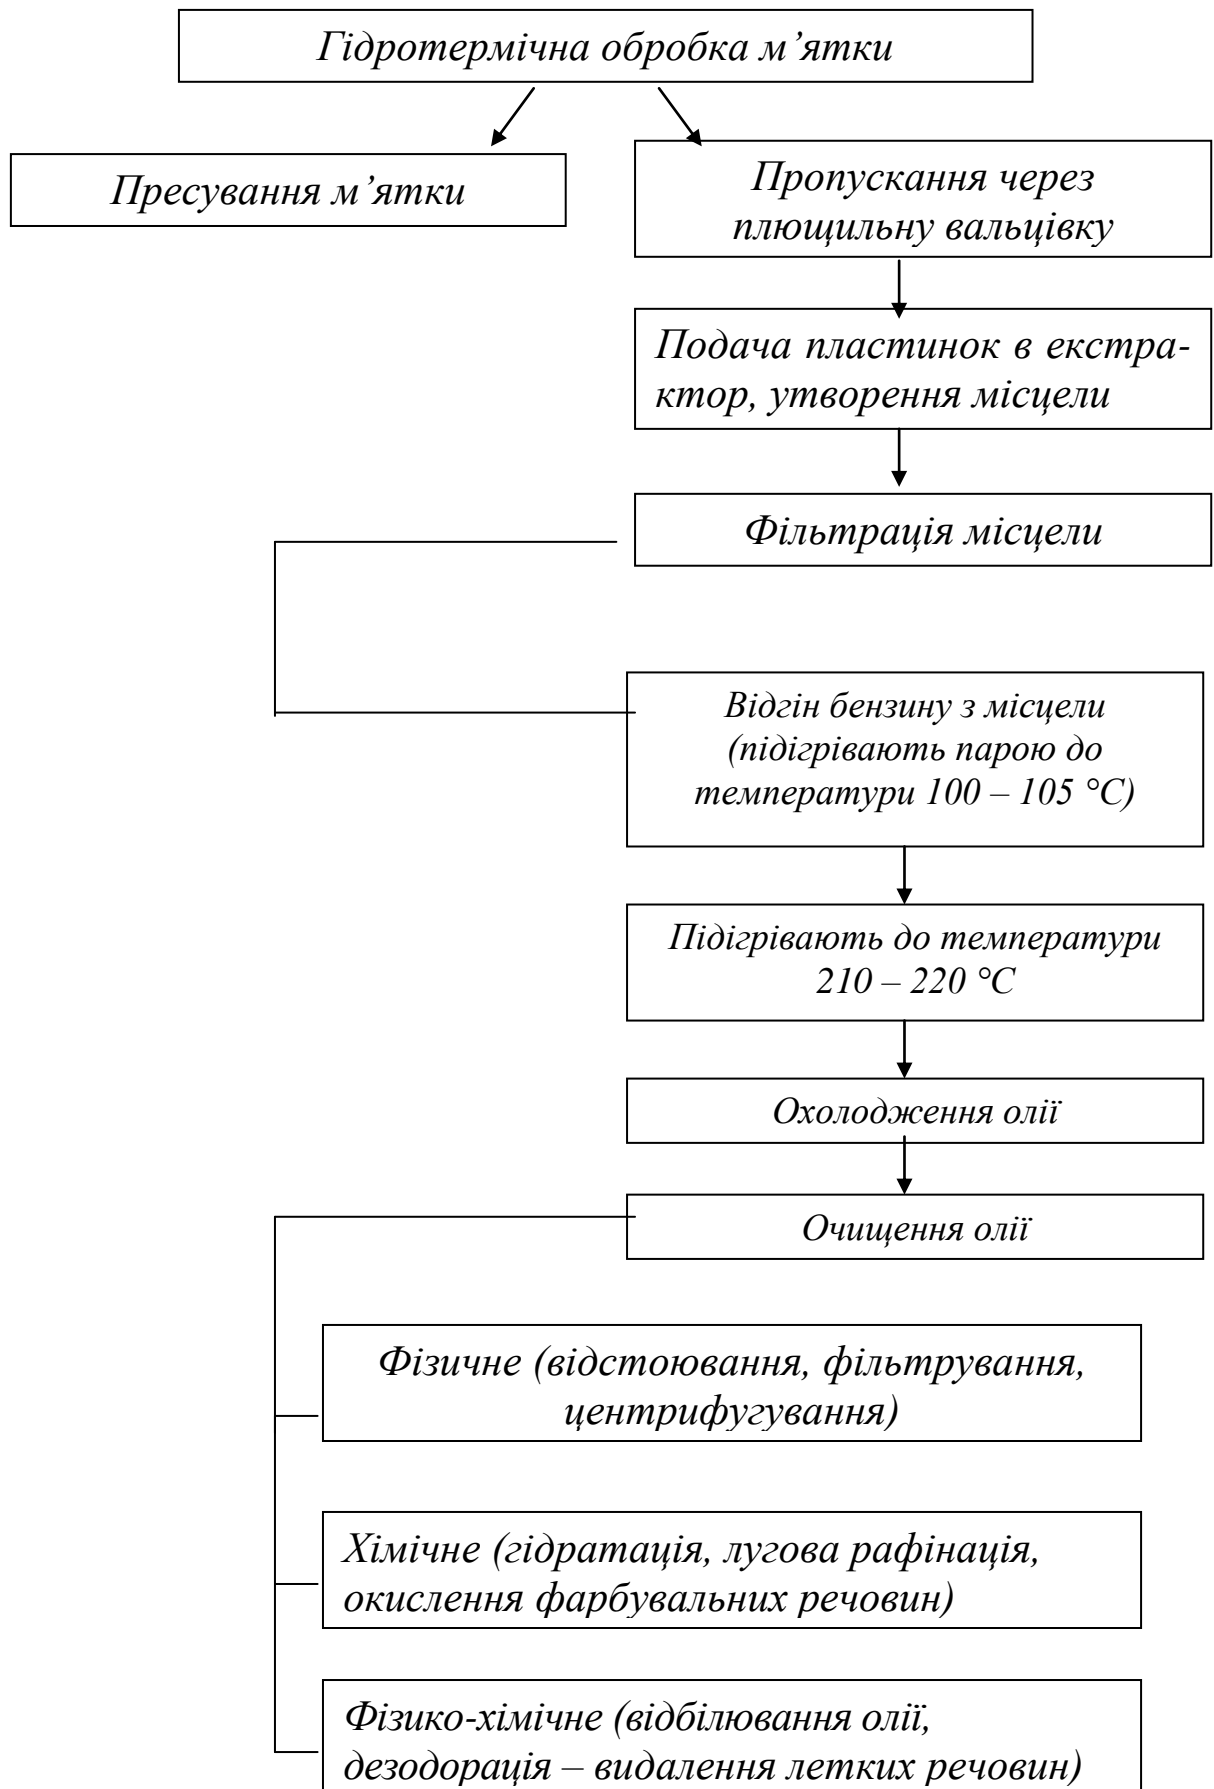 Гідротермічна обробка м’ятки
Пресування м’ятки
Пропускання через
плющильну вальцівку
Подача пластинок в екстра-
ктор, утворення місцели
Фільтрація місцели
Відгін бензину з місцели
(підігрівають парою до
температури 100 – 105 °С)
Підігрівають до температури
210 – 220 °С
Охолодження олії
Очищення олії
Фізичне (відстоювання, фільтрування,
центрифугування)
Хімічне (гідратація, лугова рафінація,
окислення фарбувальних речовин)
Фізико-хімічне (відбілювання олії,
дезодорація – видалення летких речовин)